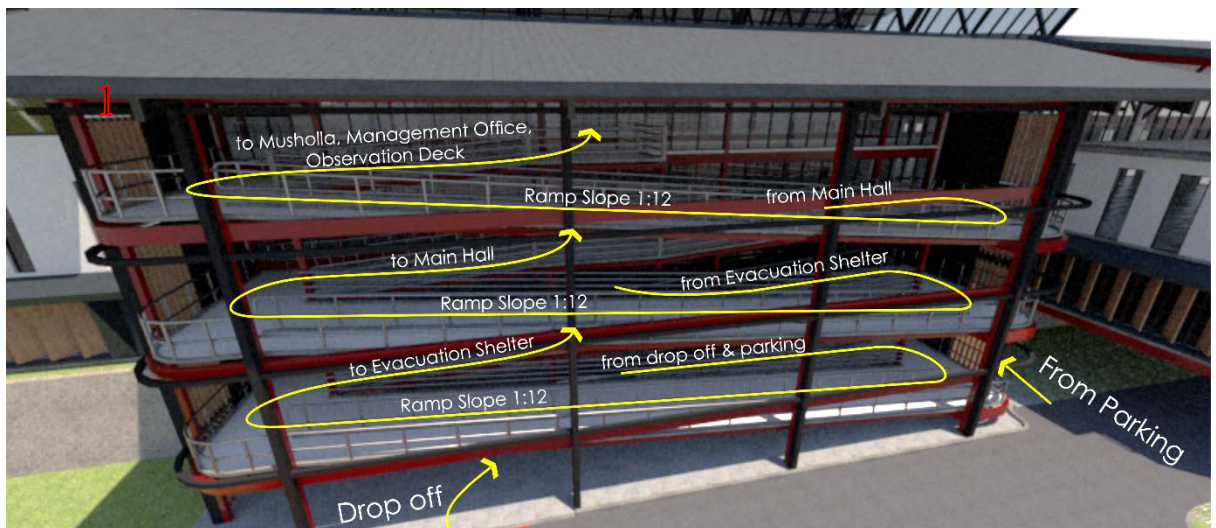 1
to Musholla, Management Office,
Observation Deck
Ramp Slope 1:12
from Main Hall
to Main Hall
from Evacuation Shelter
Ramp Slope 1:12
to Evacuation Shelter
from drop off & parking
Ramp Slope 1:12
From Parking
Drop off